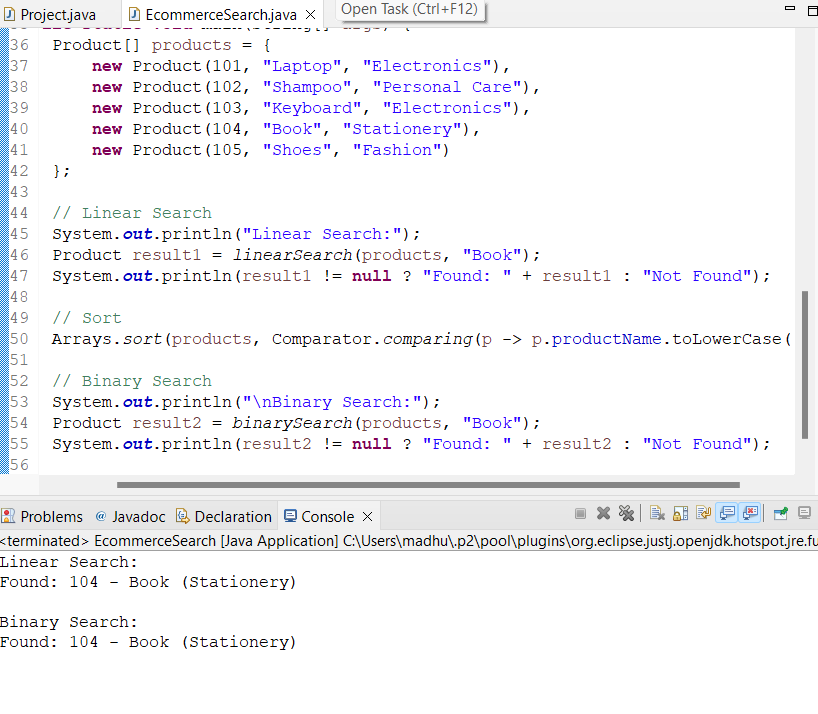 Project.java
EcommerceSearch.java
Open Task (Ctrl+F12)
36 Product[] products = {
37 new Product(101, "Laptop", "Electronics"),
38 new Product(102, "Shampoo", "Personal Care"),
39 new Product(103, "Keyboard", "Electronics"),
40 new Product(104, "Book", "Stationery"),
41 new Product(105, "Shoes", "Fashion")
42 };
43
44 // Linear Search
45 System.out.println("Linear Search:");
46 Product result1 = linearSearch(products, "Book");
47 System.out.println(result1 != null ? "Found: " + result1 : "Not Found");
48
49 // Sort
50 Arrays.sort(products, Comparator.comparing(p -> p.productName.toLowerCase(
51
52 // Binary Search
53 System.out.println("\nBinary Search:");
54 Product result2 = binarySearch(products, "Book");
55 System.out.println(result2 != null ? "Found: " + result2 : "Not Found");
56
Problems @ Javadoc Declaration Console
<terminated> EcommerceSearch [Java Application] C:\Users\madhu\.p2\pool\plugins\org.eclipse.justj.openjdk.hotspot.jre.fu
Linear Search:
Found: 104 - Book (Stationery)
Binary Search:
Found: 104 - Book (Stationery)